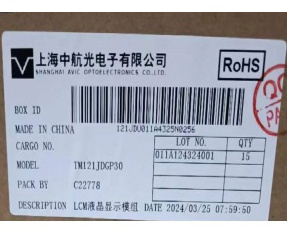 上海中航光电子有限公司
SHANGHAI AVIC OPTOELECTRONICS CO.,LTD.
RoHS
BOX ID
121JDU011A4325N0256
MADE IN CHINA
CARGO NO.
LOT NO. QTY
011A124324001 15
MODEL TM121JDGP30
PACK BY C22778
DESCRIPTION LCM液晶显示模组 DATE 2024/03/25 07:59:50